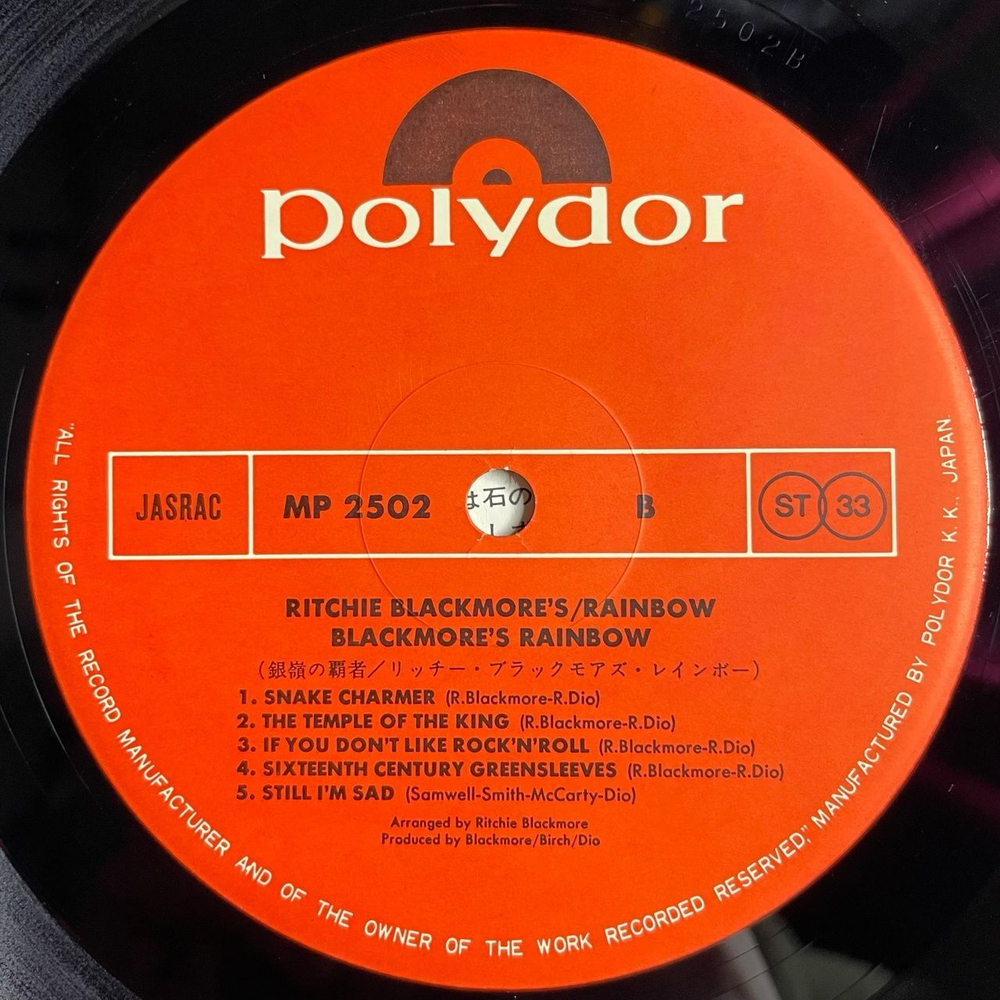 2502B
polydor
JASRAC MP 2502 B ST 33
は石の
RITCHIE BLACKMORE'S/RAINBOW
BLACKMORE'S RAINBOW
(銀嶺の覇者/リッチー・ブラックモアズ・レインボー)
1. SNAKE CHARMER (R.Blackmore-R.Dio)
2. THE TEMPLE OF THE KING (R.Blackmore-R.Dio)
3. IF YOU DON'T LIKE ROCK'N'ROLL (R.Blackmore-R.Dio)
4. SIXTEENTH CENTURY GREENSLEEVES (R.Blackmore-R.Dio)
5. STILL I'M SAD (Samwell-Smith-McCarty-Dio)
Arranged by Ritchie Blackmore
Produced by Blackmore/Birch/Dio
"ALL RIGHTS OF THE RECORD MANUFACTURER AND OF THE OWNER OF THE WORK RECORDED RESERVED," MANUFACTURED BY POLYDOR K.K., JAPAN.